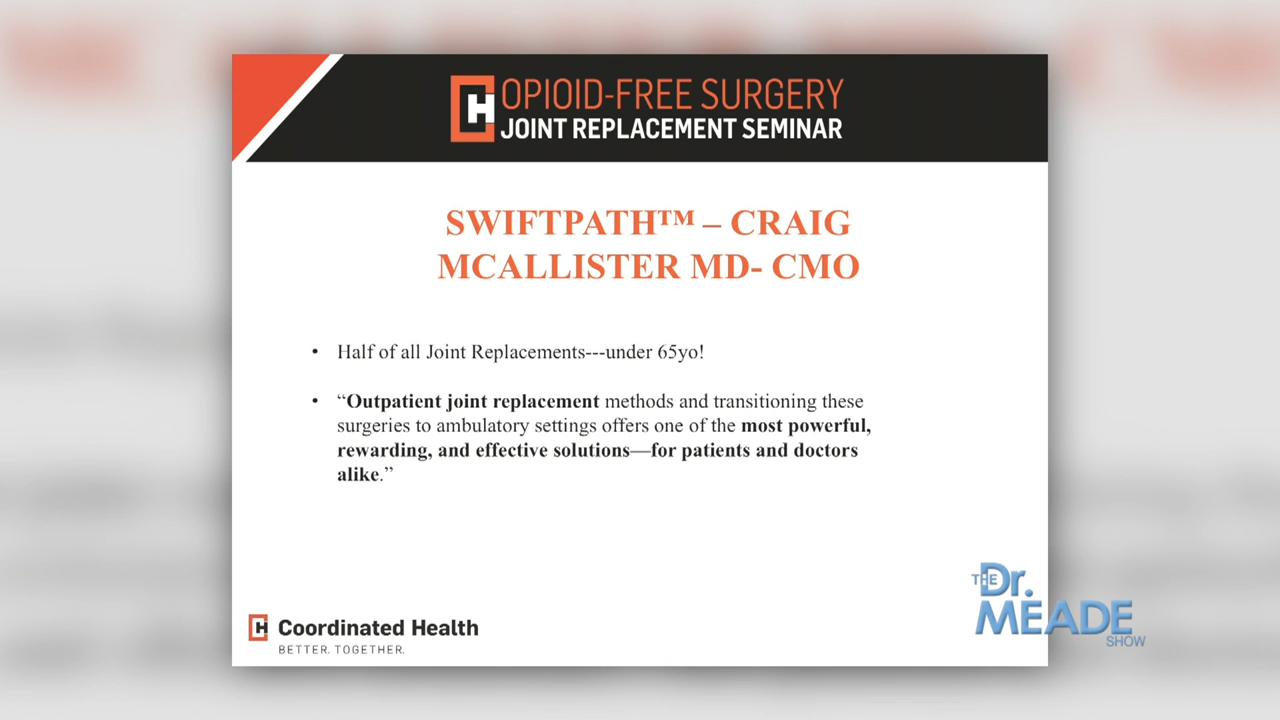 OPIOID-FREE SURGERY
JOINT REPLACEMENT SEMINAR
SWIFTPATH™ – CRAIG
MCALLISTER MD- CMO
• Half of all Joint Replacements---under 65yo!
• “Outpatient joint replacement methods and transitioning these
surgeries to ambulatory settings offers one of the most powerful,
rewarding, and effective solutions—for patients and doctors
alike.”
Coordinated Health
BETTER. TOGETHER.
THE
Dr.
MEADE
SHOW